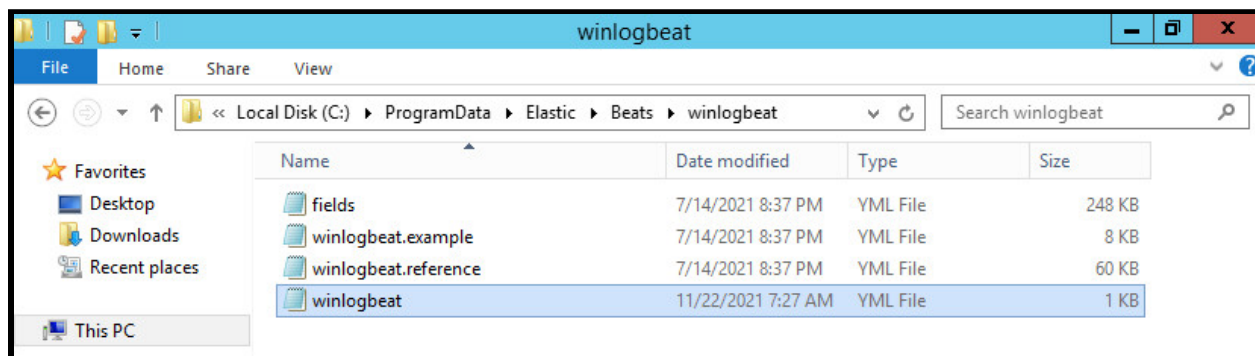 winlogbeat
File Home Share View
« Local Disk (C:) ▸ ProgramData ▸ Elastic ▸ Beats ▸ winlogbeat Search winlogbeat
Favorites
Desktop
Downloads
Recent places
This PC
Name Date modified Type Size
fields 7/14/2021 8:37 PM YML File 248 KB
winlogbeat.example 7/14/2021 8:37 PM YML File 8 KB
winlogbeat.reference 7/14/2021 8:37 PM YML File 60 KB
winlogbeat 11/22/2021 7:27 AM YML File 1 KB